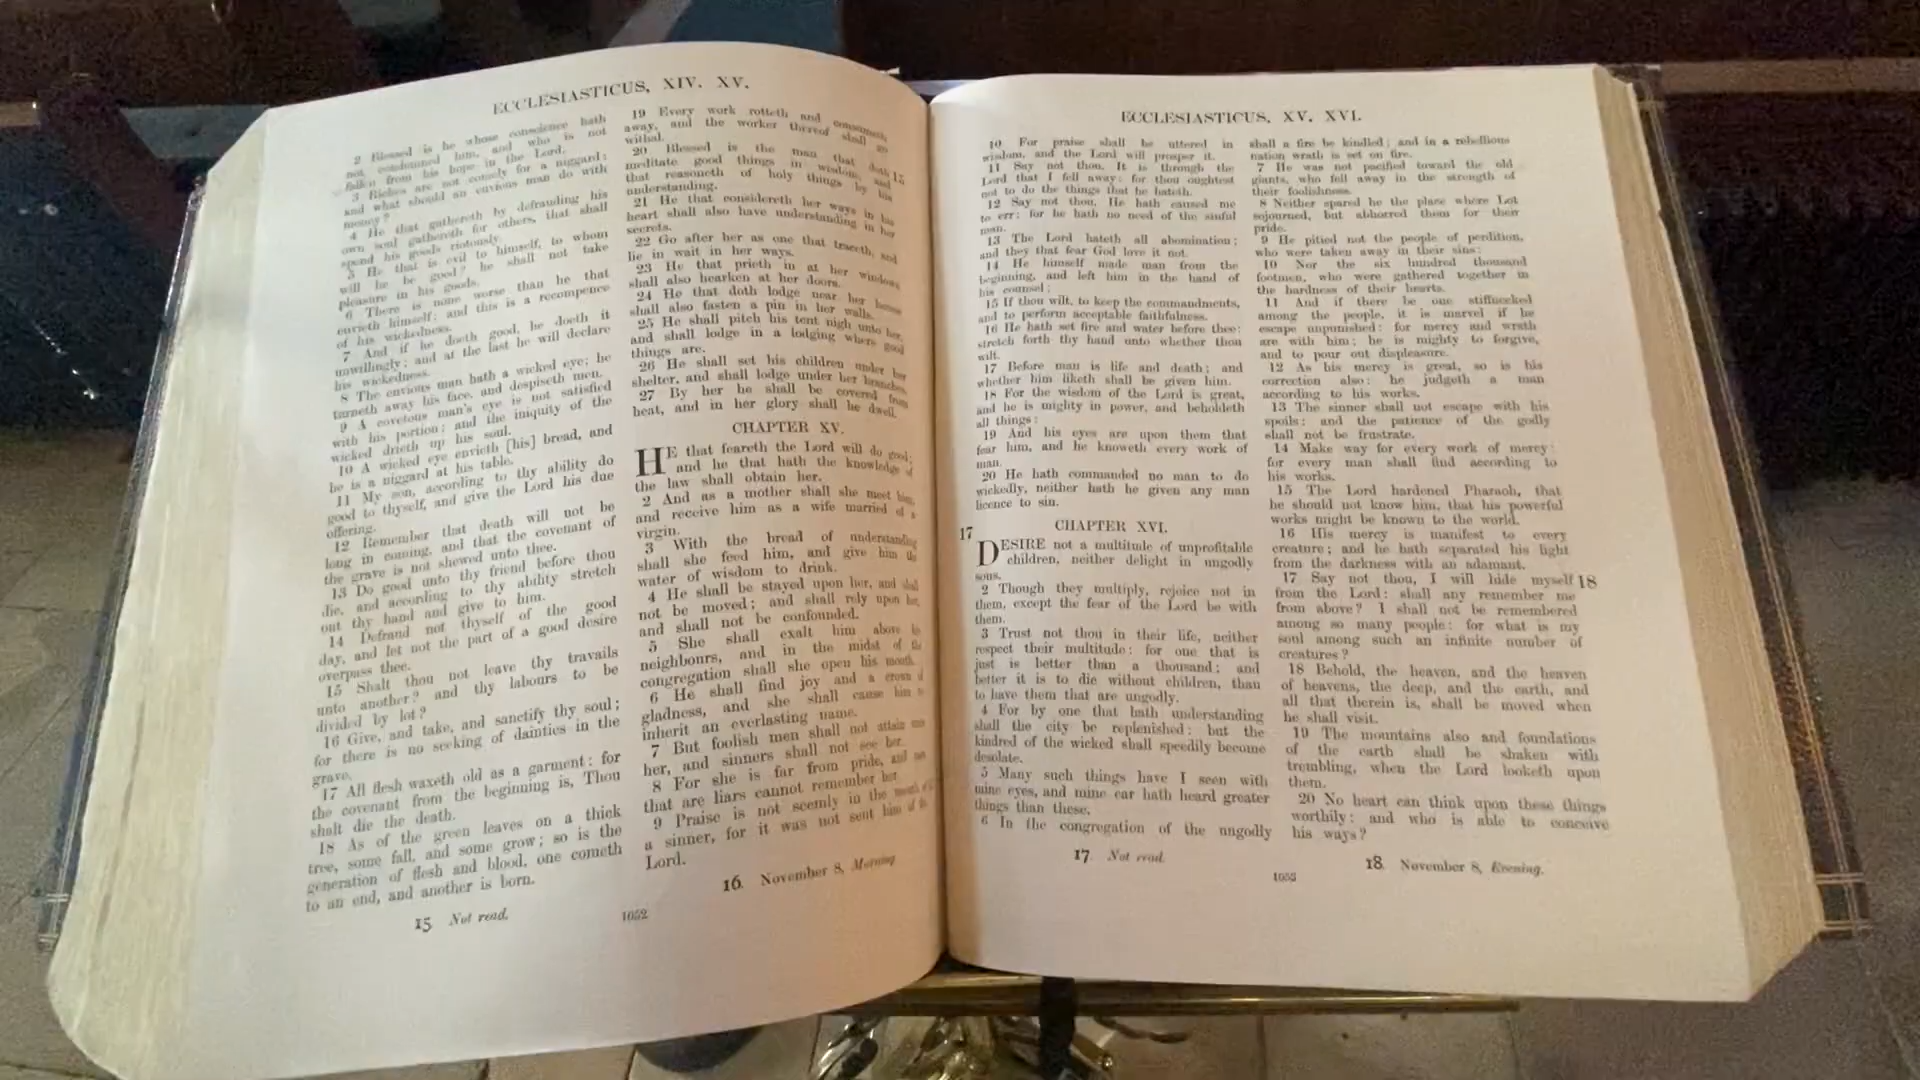 ECCLESIASTICUS, XIV. XV.
2 Blessed is he whose conscience hath
not condemned him, and who is not
fallen from his hope in the Lord.
3 Riches are not comely for a niggard:
and what should an envious man do with
money?
4 He that gathereth by defrauding his
own soul gathereth for others, that shall
spend his goods riotously.
5 He that is evil to himself, to whom
will he be good? he shall not take
pleasure in his goods.
6 There is none worse than he that
envieth himself; and this is a recompence
of his wickedness.
7 And if he doeth good, he doeth it
unwillingly; and at the last he will declare
his wickedness.
8 The envious man hath a wicked eye; he
turneth away his face, and despiseth men.
9 A covetous man's eye is not satisfied
with his portion; and the iniquity of the
wicked drieth up his soul.
10 A wicked eye envieth [his] bread, and
he is a niggard at his table.
11 My son, according to thy ability do
good to thyself, and give the Lord his due
offering.
12 Remember that death will not be
long in coming, and that the covenant of
the grave is not shewed unto thee.
13 Do good unto thy friend before thou
die, and according to thy ability stretch
out thy hand and give to him.
14 Defraud not thyself of the good
day, and let not the part of a good desire
overpass thee.
15 Shalt thou not leave thy travails
unto another? and thy labours to be
divided by lot?
16 Give, and take, and sanctify thy soul;
for there is no seeking of dainties in the
grave.
17 All flesh waxeth old as a garment: for
the covenant from the beginning is, Thou
shalt die the death.
18 As of the green leaves on a thick
tree, some fall, and some grow; so is the
generation of flesh and blood, one cometh
to an end, and another is born.
19 Every work rotteth and consumeth
away, and the worker thereof shall go
withal.
20 Blessed is the man that doth 15
meditate good things in wisdom, and
that reasoneth of holy things by his
understanding.
21 He that considereth her ways in his
heart shall also have understanding in her
secrets.
22 Go after her as one that traceth, and
lie in wait in her ways.
23 He that prieth in at her windows
shall also hearken at her doors.
24 He that doth lodge near her house
shall also fasten a pin in her walls.
25 He shall pitch his tent nigh unto her,
and shall lodge in a lodging where good
things are.
26 He shall set his children under her
shelter, and shall lodge under her branches.
27 By her he shall be covered from
heat, and in her glory shall he dwell.
CHAPTER XV.
HE that feareth the Lord will do good;
and he that hath the knowledge of
the law shall obtain her.
2 And as a mother shall she meet him,
and receive him as a wife married of a
virgin.
3 With the bread of understanding
shall she feed him, and give him the
water of wisdom to drink.
4 He shall be stayed upon her, and shall
not be moved; and shall rely upon her,
and shall not be confounded.
5 She shall exalt him above his
neighbours, and in the midst of the
congregation shall she open his mouth.
6 He shall find joy and a crown of
gladness, and she shall cause him to
inherit an everlasting name.
7 But foolish men shall not attain unto
her, and sinners shall not see her.
8 For she is far from pride, and men
that are liars cannot remember her.
9 Praise is not seemly in the mouth of
a sinner, for it was not sent him of the
Lord.
15. Not read.
1052
16. November 8, Morning.
ECCLESIASTICUS, XV. XVI.
10 For praise shall be uttered in
wisdom, and the Lord will prosper it.
11 Say not thou, It is through the
Lord that I fell away: for thou oughtest
not to do the things that he hateth.
12 Say not thou, He hath caused me
to err: for he hath no need of the sinful
man.
13 The Lord hateth all abomination;
and they that fear God love it not.
14 He himself made man from the
beginning, and left him in the hand of
his counsel;
15 If thou wilt, to keep the commandments,
and to perform acceptable faithfulness.
16 He hath set fire and water before thee:
stretch forth thy hand unto whether thou
wilt.
17 Before man is life and death; and
whether him liketh shall be given him.
18 For the wisdom of the Lord is great,
and he is mighty in power, and beholdeth
all things:
19 And his eyes are upon them that
fear him, and he knoweth every work of
man.
20 He hath commanded no man to do
wickedly, neither hath he given any man
licence to sin.
17
CHAPTER XVI.
DESIRE not a multitude of unprofitable
children, neither delight in ungodly
sons.
2 Though they multiply, rejoice not in
them, except the fear of the Lord be with
them.
3 Trust not thou in their life, neither
respect their multitude: for one that is
just is better than a thousand; and
better it is to die without children, than
to have them that are ungodly.
4 For by one that hath understanding
shall the city be replenished: but the
kindred of the wicked shall speedily become
desolate.
5 Many such things have I seen with
mine eyes, and mine ear hath heard greater
things than these.
6 In the congregation of the ungodly
shall a fire be kindled; and in a rebellious
nation wrath is set on fire.
7 He was not pacified toward the old
giants, who fell away in the strength of
their foolishness.
8 Neither spared he the place where Lot
sojourned, but abhorred them for their
pride.
9 He pitied not the people of perdition,
who were taken away in their sins:
10 Nor the six hundred thousand
footmen, who were gathered together in
the hardness of their hearts.
11 And if there be one stiffnecked
among the people, it is marvel if he
escape unpunished: for mercy and wrath
are with him; he is mighty to forgive,
and to pour out displeasure.
12 As his mercy is great, so is his
correction also: he judgeth a man
according to his works.
13 The sinner shall not escape with his
spoils: and the patience of the godly
shall not be frustrate.
14 Make way for every work of mercy:
for every man shall find according to
his works.
15 The Lord hardened Pharaoh, that
he should not know him, that his powerful
works might be known to the world.
16 His mercy is manifest to every
creature; and he hath separated his light
from the darkness with an adamant.
17 Say not thou, I will hide myself 18
from the Lord: shall any remember me
from above? I shall not be remembered
among so many people: for what is my
soul among such an infinite number of
creatures?
18 Behold, the heaven, and the heaven
of heavens, the deep, and the earth, and
all that therein is, shall be moved when
he shall visit.
19 The mountains also and foundations
of the earth shall be shaken with
trembling, when the Lord looketh upon
them.
20 No heart can think upon these things
worthily: and who is able to conceive
his ways?
17. Not read.
1053
18. November 8, Evening.